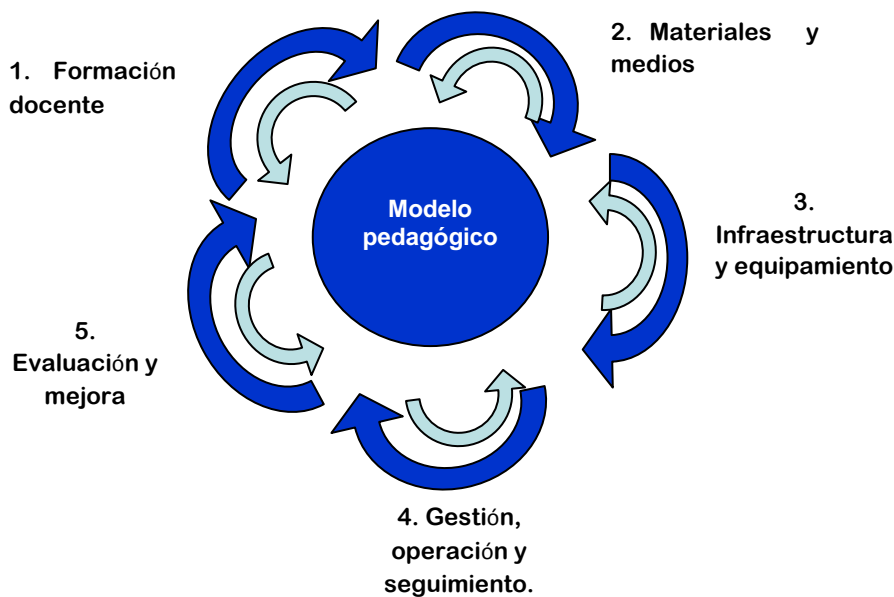 1. Formación
docente
2. Materiales y
medios
Modelo
pedagógico
3.
Infraestructura
y equipamiento
4. Gestión,
operación y
seguimiento.
5.
Evaluación y
mejora